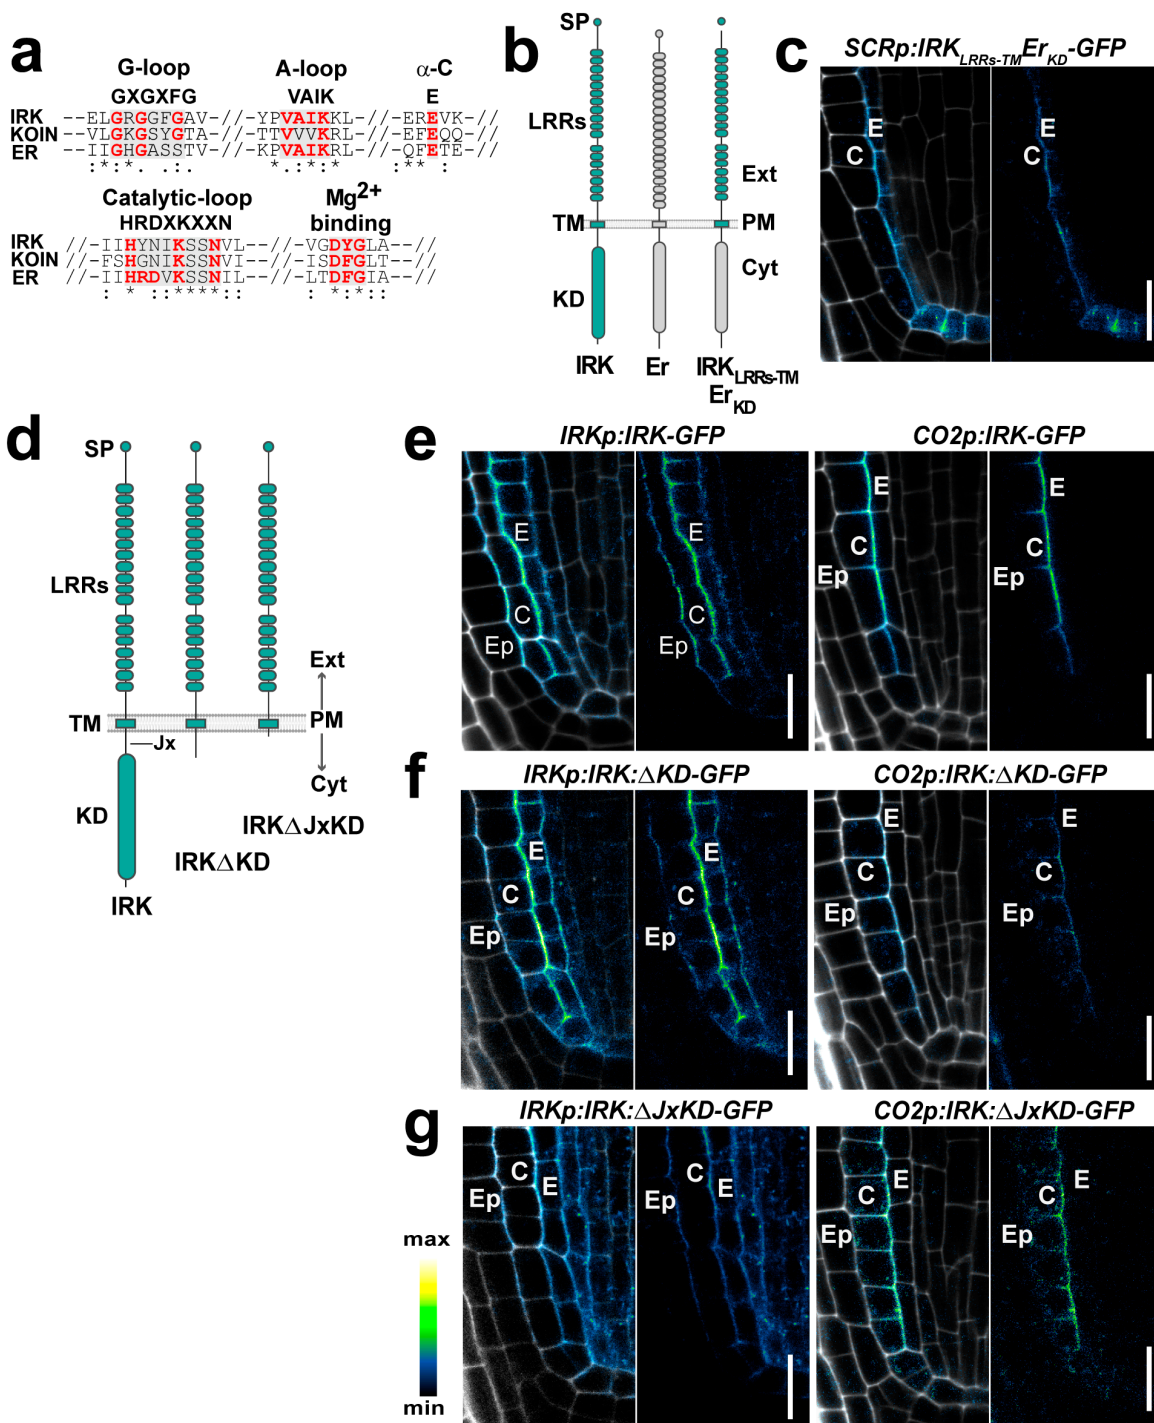 a
G-loop A-loop α-C
GXGXFG VAIK E
IRK --ELGRGGFGAV-//--YPVAIKKL-//--EREVK-//
KOIN --VLGKGSYGTA-//--TTVVVKRL-//--QFEQQ-//
ER --IIGHGASSTV-//--KPVAIKRL-//--QFETE-//
Catalytic-loop Mg2+
HRDXKXXN binding
IRK //-IIHYNIKSSNVL--//--VGDYGLA--//
KOIN //-FSHGNIKSSNVI--//--ISDFGLT--//
ER //-IIHRDVKSSNIL--//--LTDFGIA--//
b
SP
LRRs
Ext
TM PM
Cyt
KD
IRK Er IRKLRRs-TM
ErKD
c
SCRp:IRKLRRs-TMErKD-GFP
E E
C C
d
SP
LRRs
Ext
TM PM
Jx
Cyt
KD
IRKΔJxKD
IRKΔKD
IRK
e
IRKp:IRK-GFP CO2p:IRK-GFP
E E E E
C C C C
Ep Ep Ep Ep
f
IRKp:IRK:ΔKD-GFP CO2p:IRK:ΔKD-GFP
E E E E
C C C C
Ep Ep Ep Ep
g
IRKp:IRK:ΔJxKD-GFP CO2p:IRK:ΔJxKD-GFP
C C E E
E E C C
Ep Ep Ep Ep
max
min